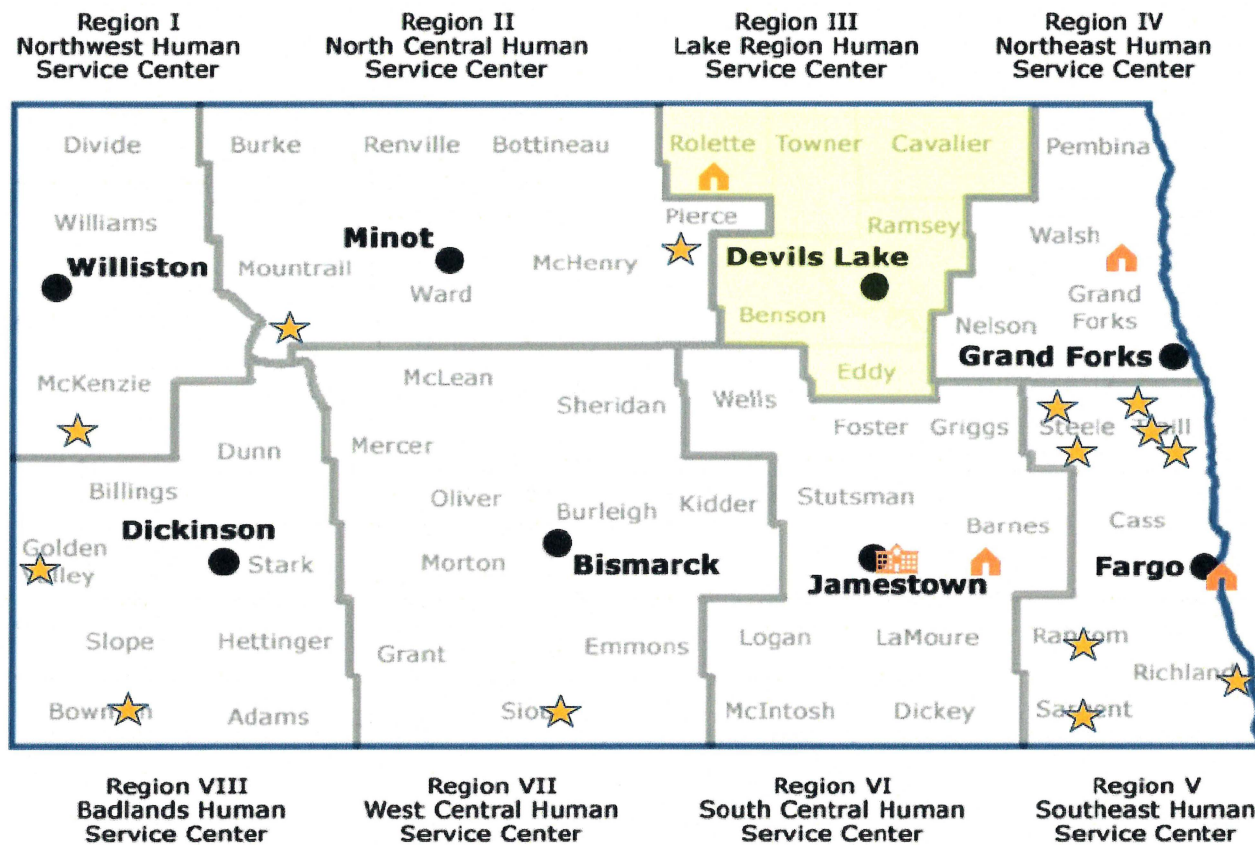 Region I
Northwest Human
Service Center
Region II
North Central Human
Service Center
Region III
Lake Region Human
Service Center
Region IV
Northeast Human
Service Center
Divide
Burke
Renville
Bottineau
Rolette
Towner
Cavalier
Pembina
Williams
Pierce
Ramsey
Walsh
Minot
Williston
Mountrail
McHenry
Devils Lake
Ward
Grand
Forks
Benson
Nelson
Grand Forks
McKenzie
McLean
Eddy
Sheridan
Wells
Foster
Griggs
Steele
Dunn
Mercer
Billings
Oliver
Burleigh
Kidder
Stutsman
Barnes
Cass
Dickinson
Golden
Stark
Morton
Bismarck
Jamestown
Fargo
Slope
Hettinger
Grant
Emmons
Logan
LaMoure
Richland
Adams
McIntosh
Dickey
Region VIII
Badlands Human
Service Center
Region VII
West Central Human
Service Center
Region VI
South Central Human
Service Center
Region V
Southeast Human
Service Center